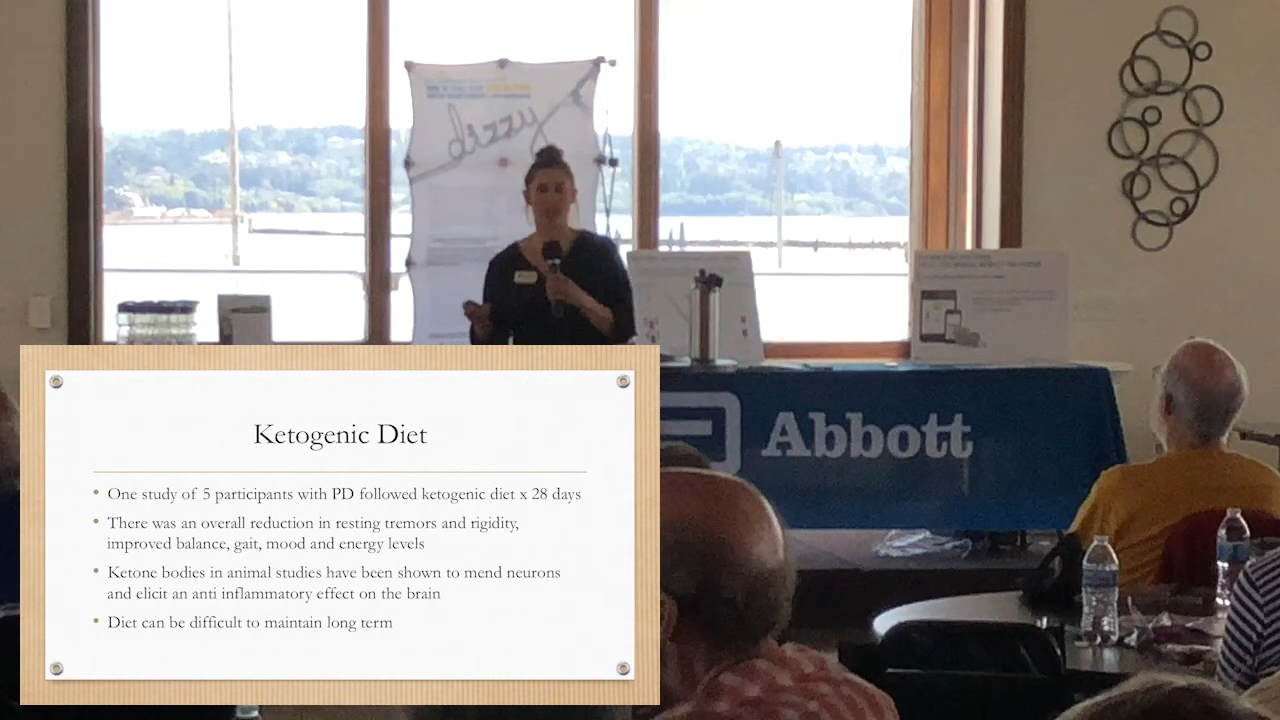 dizzy
Abbott
Ketogenic Diet
• One study of 5 participants with PD followed ketogenic diet x 28 days
• There was an overall reduction in resting tremors and rigidity,
improved balance, gait, mood and energy levels
• Ketone bodies in animal studies have been shown to mend neurons
and elicit an anti inflammatory effect on the brain
• Diet can be difficult to maintain long term